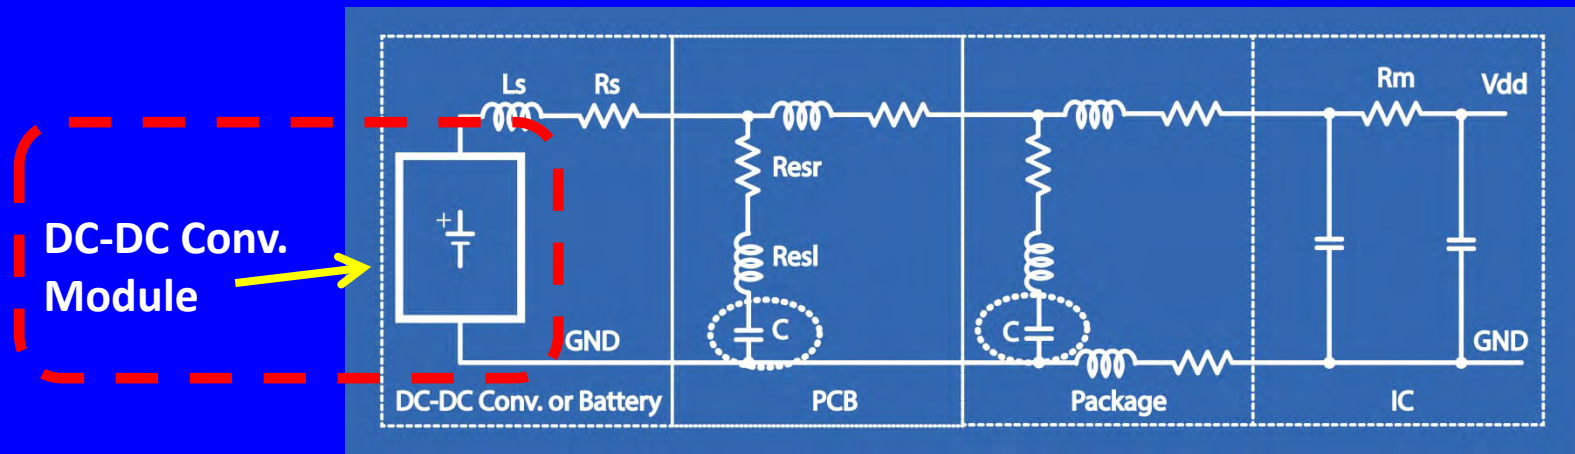 Ls
Rs
Rm
Vdd
Resr
+
DC-DC Conv.
Module
Resl
C
C
GND
GND
DC-DC Conv. or Battery
PCB
Package
IC